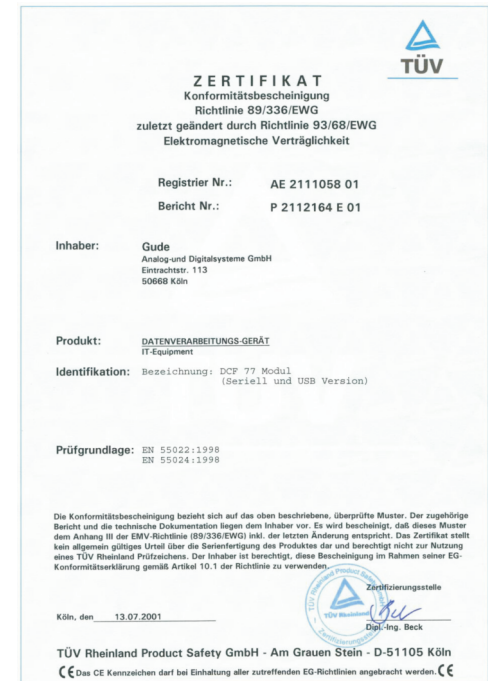 TÜV
ZERTIFIKAT
Konformitätsbescheinigung
Richtlinie 89/336/EWG
zuletzt geändert durch Richtlinie 93/68/EWG
Elektromagnetische Verträglichkeit
Registrier Nr.: AE 2111058 01
Bericht Nr.: P 2112164 E 01
Inhaber: Gude
Analog-und Digitalsysteme GmbH
Eintrachtstr. 113
50668 Köln
Produkt: DATENVERARBEITUNGS-GERÄT
IT-Equipment
Identifikation: Bezeichnung: DCF 77 Modul
(Seriell und USB Version)
Prüfgrundlage: EN 55022:1998
EN 55024:1998
Die Konformitätsbescheinigung bezieht sich auf das oben beschriebene, überprüfte Muster. Der zugehörige
Bericht und die technische Dokumentation liegen dem Inhaber vor. Es wird bescheinigt, daß dieses Muster
dem Anhang III der EMV-Richtlinie (89/336/EWG) inkl. der letzten Änderung entspricht. Das Zertifikat stellt
kein allgemein gültiges Urteil über die Serienfertigung des Produktes dar und berechtigt nicht zur Nutzung
eines TÜV Rheinland Prüfzeichens. Der Inhaber ist berechtigt, diese Bescheinigung im Rahmen seiner EG-
Konformitätserklärung gemäß Artikel 10.1 der Richtlinie zu verwenden.
Zertifizierungsstelle
TÜV Rheinland
Köln, den 13.07.2001
Dipl.-Ing. Beck
TÜV Rheinland Product Safety GmbH - Am Grauen Stein - D-51105 Köln
CE Das CE Kennzeichen darf bei Einhaltung aller zutreffenden EG-Richtlinien angebracht werden. CE